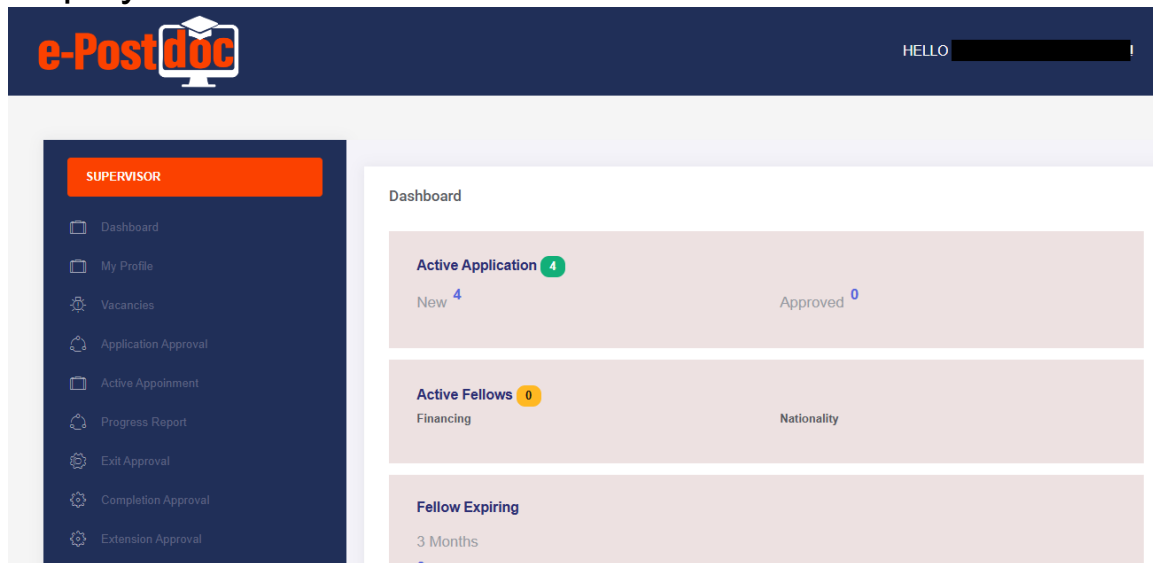 e-Postdoc
HELLO !
SUPERVISOR
Dashboard
My Profile
Vacancies
Application Approval
Active Appoinment
Progress Report
Exit Approval
Completion Approval
Extension Approval
Dashboard
Active Application 4
New 4 Approved 0
Active Fellows 0
Financing Nationality
Fellow Expiring
3 Months